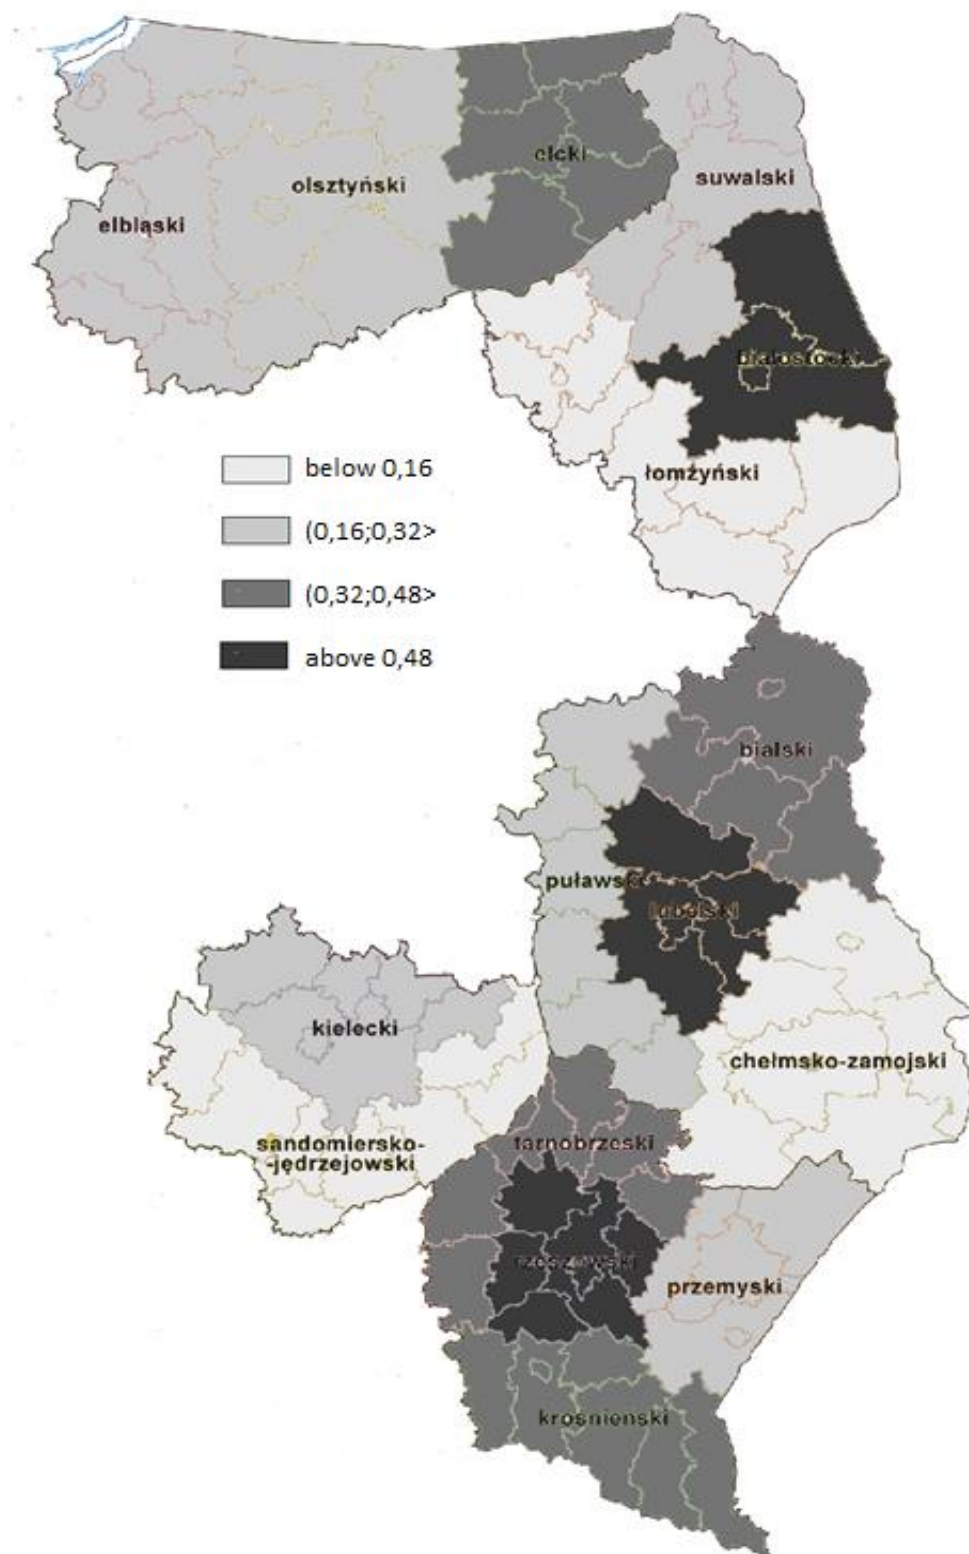 ełcki
suwalski
olsztyński
elbląski
białostocki
łomżyński
below 0,16
(0,16;0,32>
(0,32;0,48>
above 0,48
bialski
puławski
lubelski
kielecki
chełmsko-zamojski
sandomiersko-
-jędrzejowski
tarnobrzeski
rzeszowski
przemyski
krośnieński